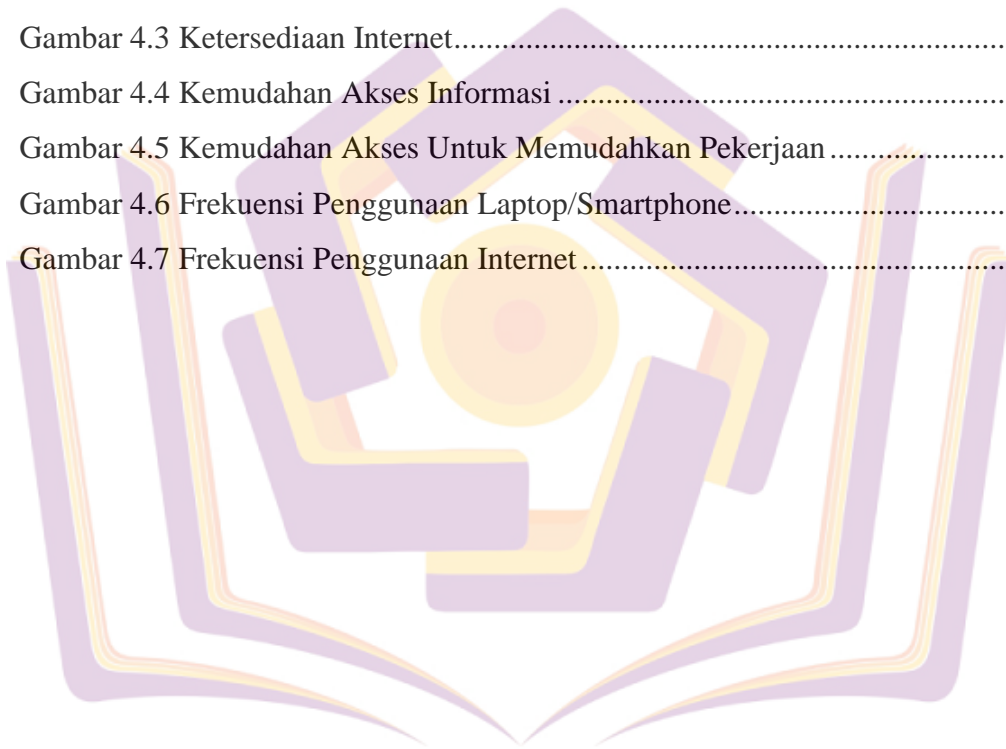 Gambar 4.3 Ketersediaan Internet..........................................................................
Gambar 4.4 Kemudahan Akses Informasi ............................................................
Gambar 4.5 Kemudahan Akses Untuk Memudahkan Pekerjaan.......................
Gambar 4.6 Frekuensi Penggunaan Laptop/Smartphone....................................
Gambar 4.7 Frekuensi Penggunaan Internet.........................................................